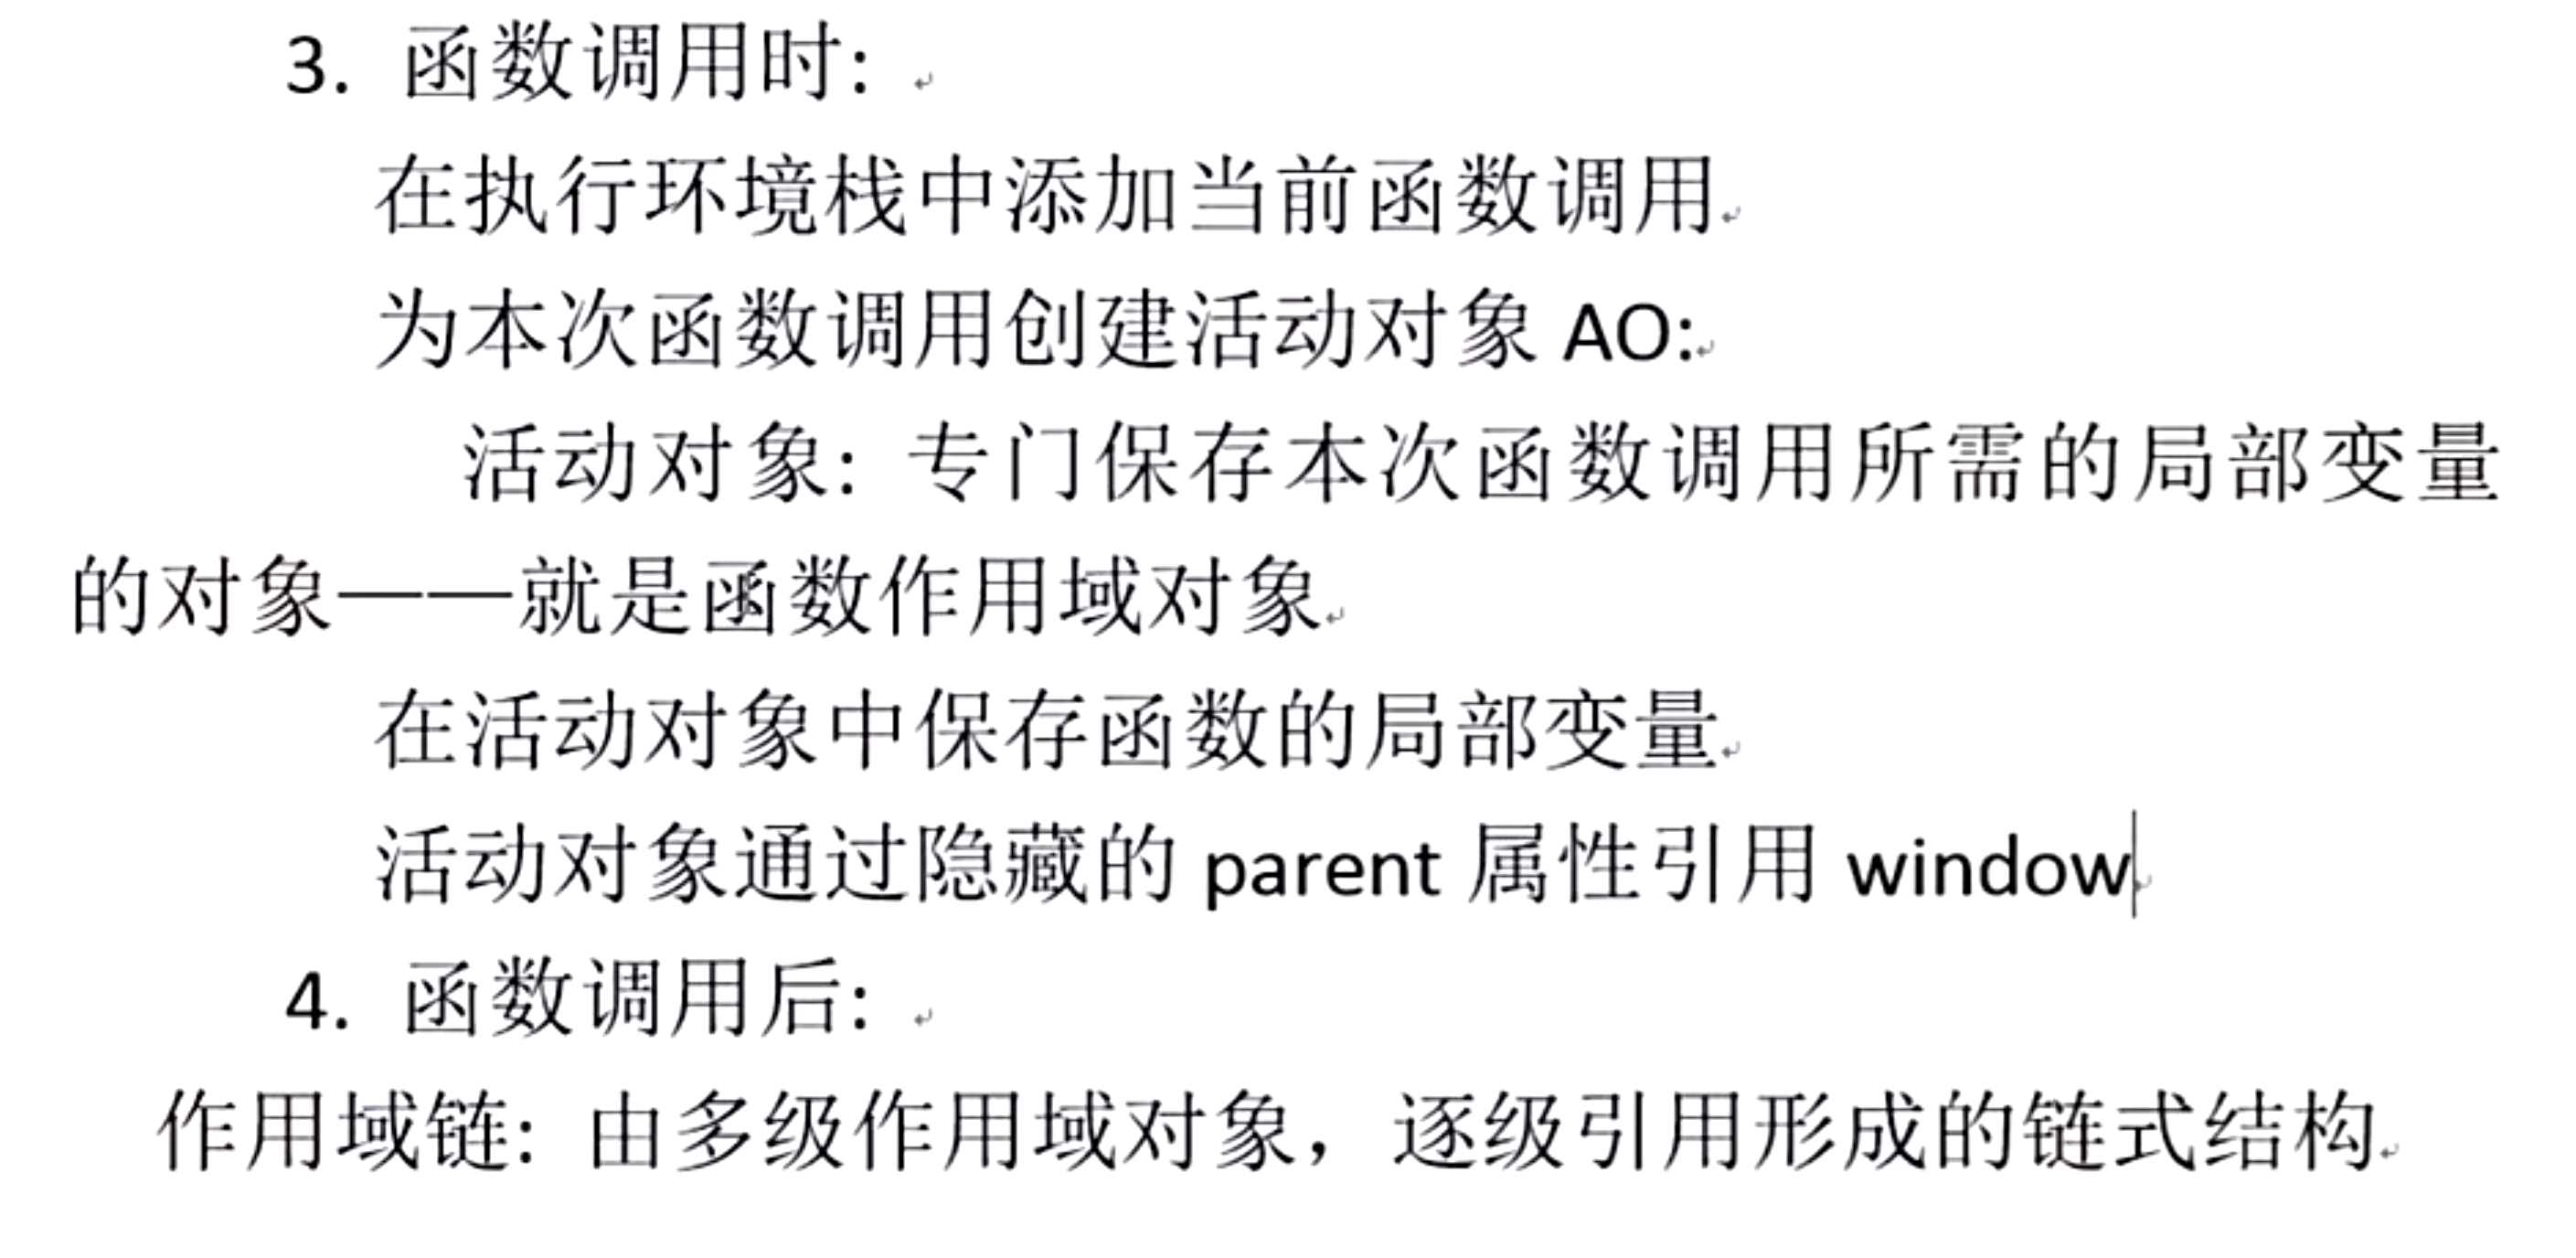 3. 函数调用时:
在执行环境栈中添加当前函数调用
为本次函数调用创建活动对象 AO:
活动对象: 专门保存本次函数调用所需的局部变量
的对象——就是函数作用域对象
在活动对象中保存函数的局部变量
活动对象通过隐藏的 parent 属性引用 window
4. 函数调用后:
作用域链: 由多级作用域对象，逐级引用形成的链式结构